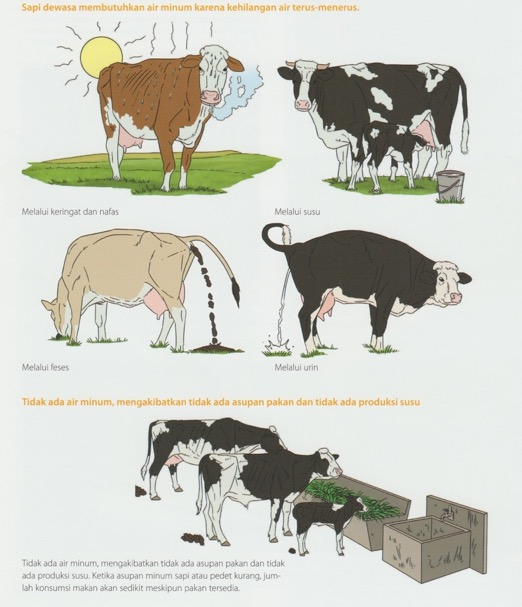 Sapi dewasa membutuhkan air minum karena kehilangan air terus-menerus.
Melalui keringat dan nafas
Melalui susu
Melalui feses
Melalui urin
Tidak ada air minum, mengakibatkan tidak ada asupan pakan dan tidak ada produksi susu
Tidak ada air minum, mengakibatkan tidak ada asupan pakan dan tidak
ada produksi susu. Ketika asupan minum sapi atau pedet kurang, jum-
lah konsumsi makan akan sedikit meskipun pakan tersedia.